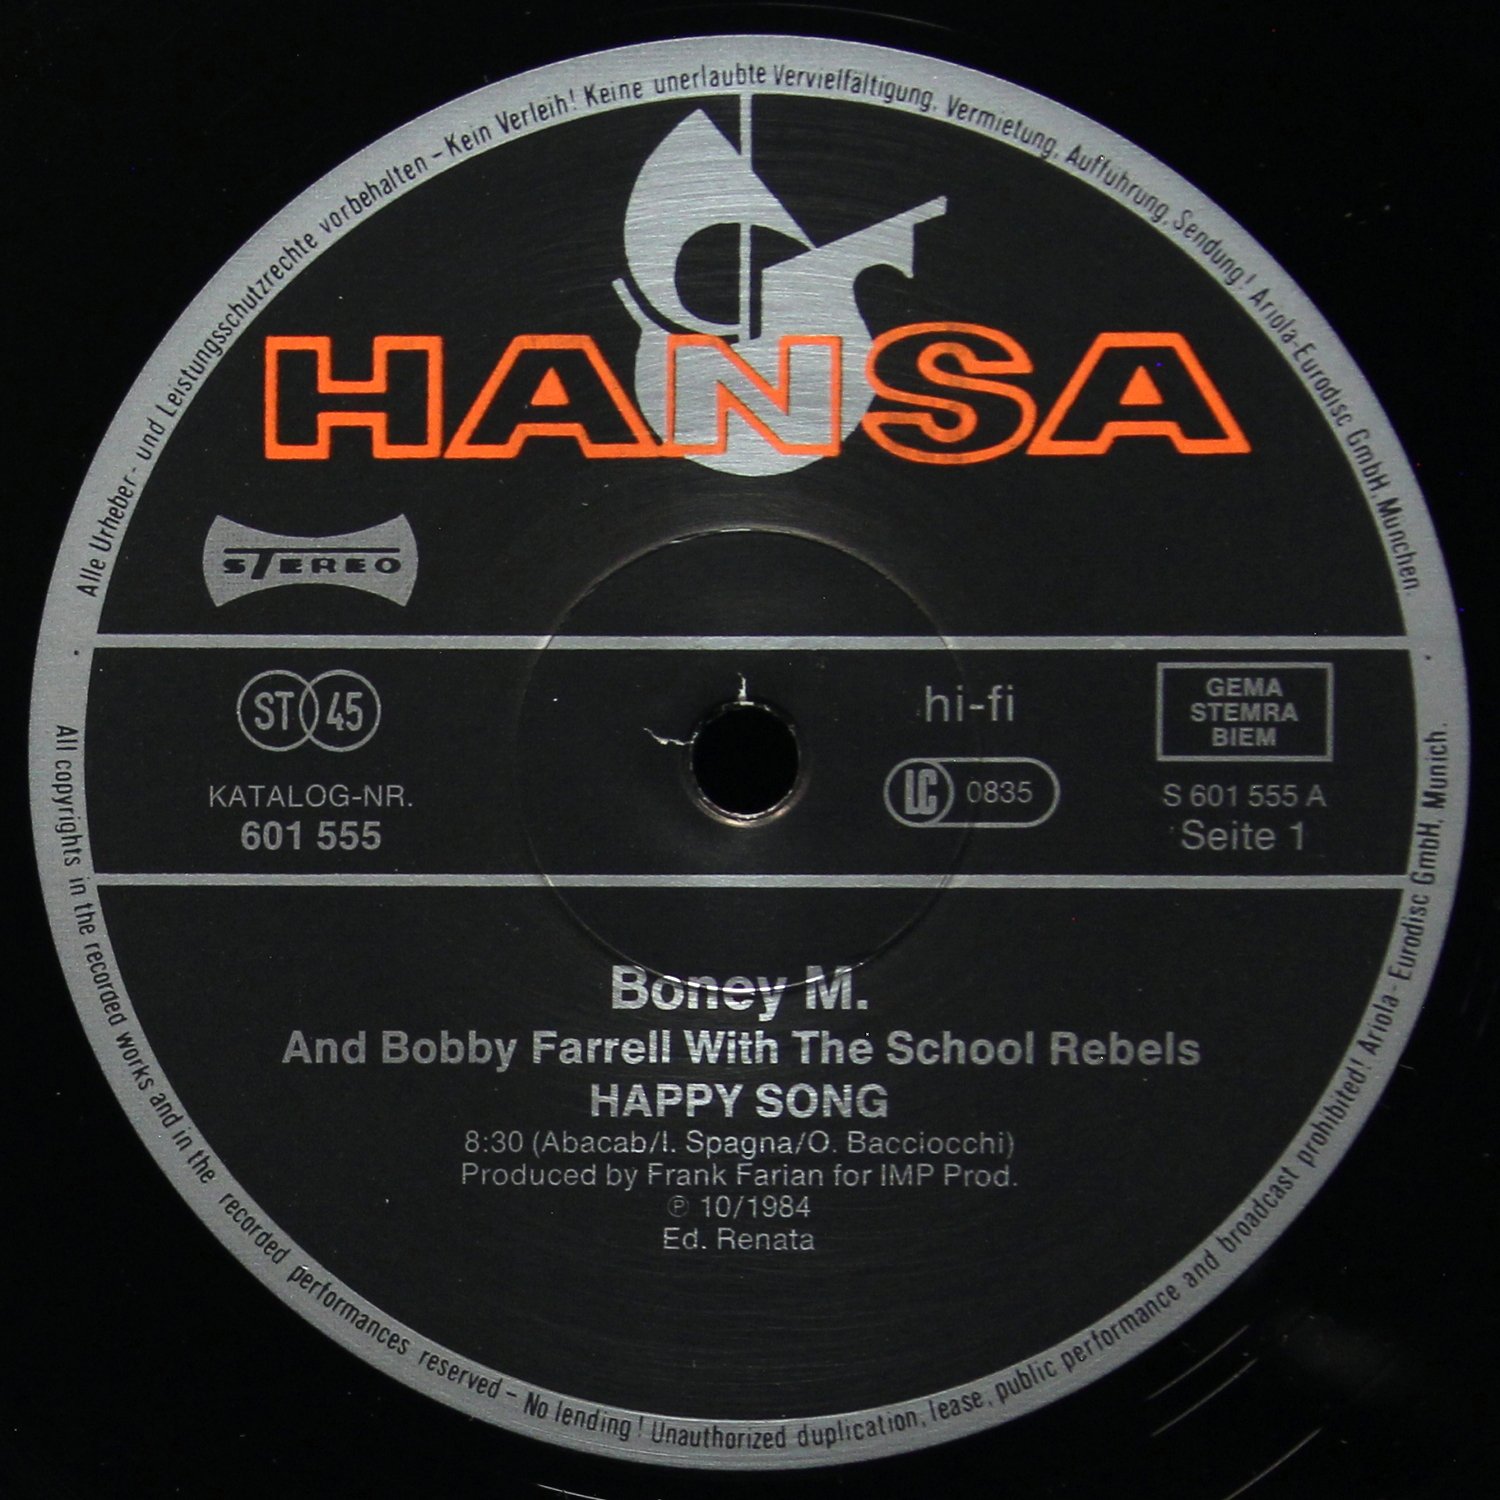 Alle Urheber- und Leistungsschutzrechte vorbehalten – Kein Verleih! Keine unerlaubte Vervielfältigung, Vermietung, Aufführung, Sendung! Ariola-Eurodisc GmbH, München.
HANSA
STEREO
ST 45
KATALOG-NR.
601 555
hi-fi
LC 0835
GEMA
STEMRA
BIEM
S 601 555 A
Seite 1
Boney M.
And Bobby Farrell With The School Rebels
HAPPY SONG
8:30 (Abacab/I. Spagna/O. Bacciocchi)
Produced by Frank Farian for IMP Prod.
℗ 10/1984
Ed. Renata
All copyrights in the recorded works and in the recorded performances reserved – No lending! Unauthorized duplication, lease, public performance and broadcast prohibited! Ariola-Eurodisc GmbH, Munich.